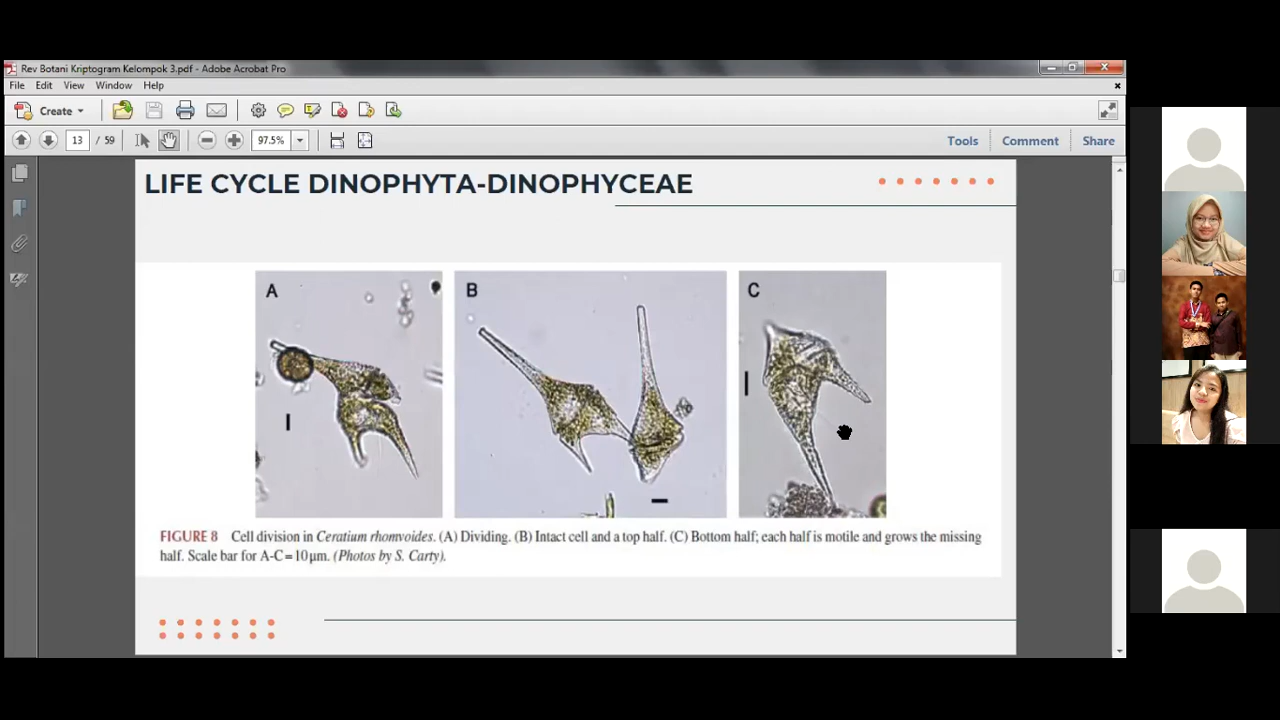 Rev Botani Kriptogram Kelompok 3.pdf - Adobe Acrobat Pro
File Edit View Window Help
Create
13 / 59 97.5% Tools Comment Share
LIFE CYCLE DINOPHYTA-DINOPHYCEAE
A B C
FIGURE 8 Cell division in Ceratium rhomvoides. (A) Dividing. (B) Intact cell and a top half. (C) Bottom half; each half is motile and grows the missing
half. Scale bar for A-C=10μm. (Photos by S. Carty).